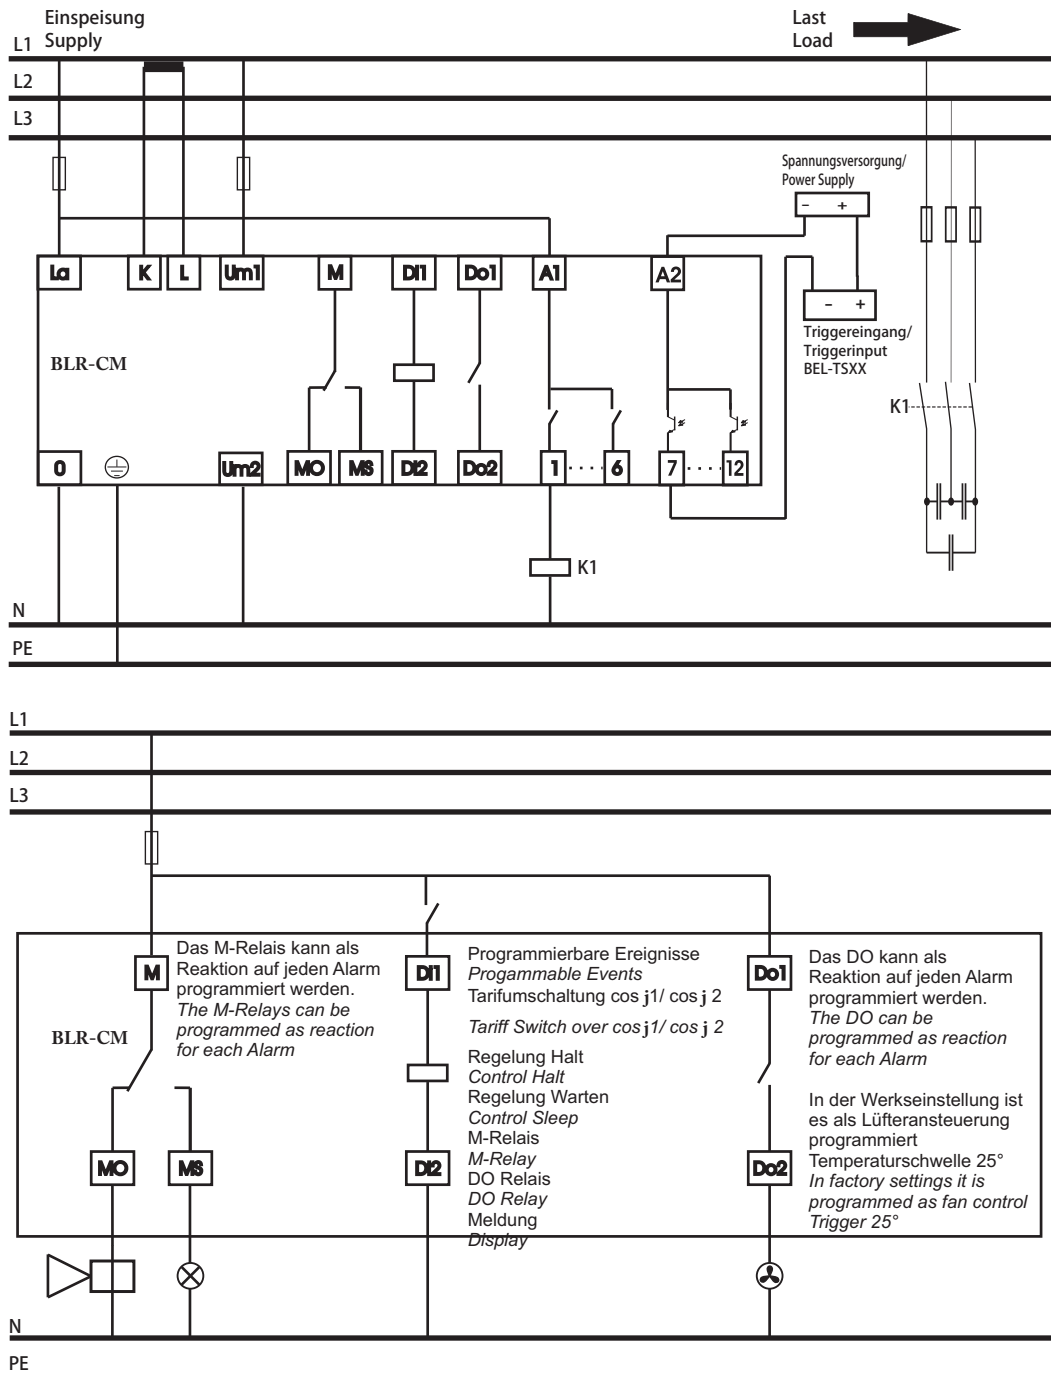 Einspeisung
Supply
Last
Load
L1
L2
L3
Spannungsversorgung/
Power Supply
- +
La
K
L
Um1
M
DI1
Do1
A1
A2
- +
Triggereingang/
Triggerinput
BEL-TSXX
BLR-CM
K1
0
Um2
MO
MS
DI2
Do2
1
6
7
12
K1
N
PE
L1
L2
L3
M
Das M-Relais kann als
Reaktion auf jeden Alarm
programmiert werden.
The M-Relays can be
programmed as reaction
for each Alarm
BLR-CM
MO
MS
DI1
DI2
Programmierbare Ereignisse
Progammable Events
Tarifumschaltung cos j1/ cos j 2
Tariff Switch over cos j1/ cos j 2
Regelung Halt
Control Halt
Regelung Warten
Control Sleep
M-Relais
M-Relay
DO Relais
DO Relay
Meldung
Display
Do1
Do2
Das DO kann als
Reaktion auf jeden Alarm
programmiert werden.
The DO can be
programmed as reaction
for each Alarm
In der Werkseinstellung ist
es als Lüfteransteuerung
programmiert
Temperaturschwelle 25°
In factory settings it is
programmed as fan control
Trigger 25°
N
PE